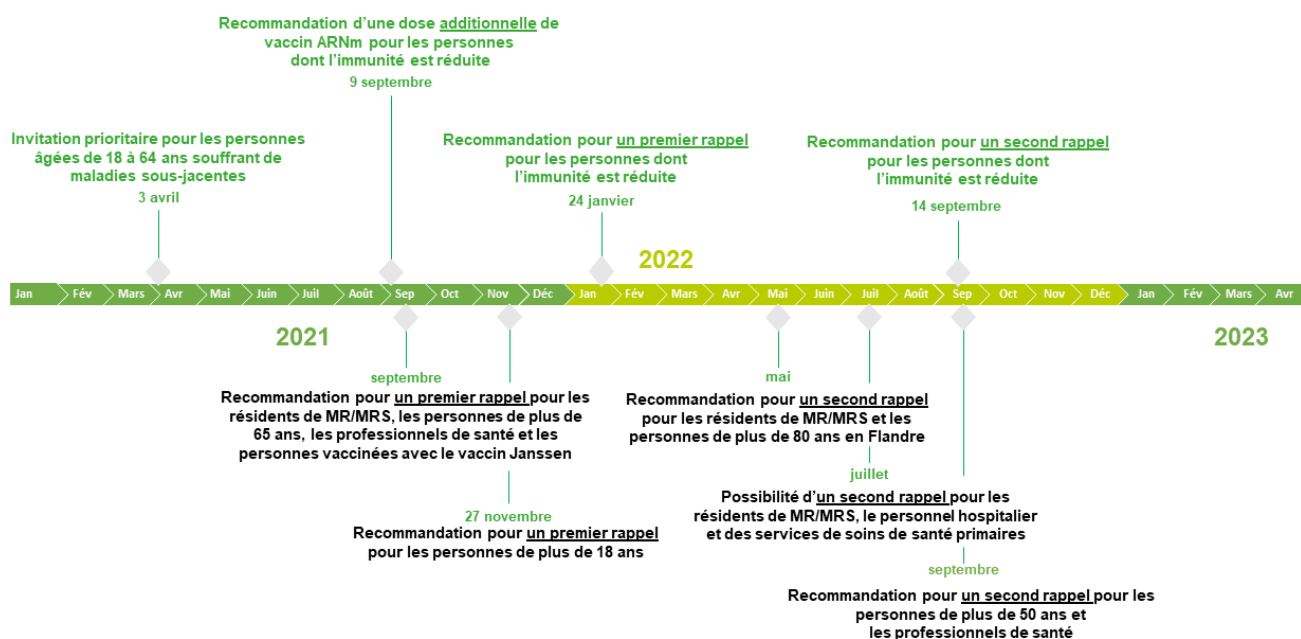 Recommandation d'une dose additionnelle de
vaccin ARNm pour les personnes
dont l'immunité est réduite
9 septembre
Invitation prioritaire pour les personnes
âgées de 18 à 64 ans souffrant de
maladies sous-jacentes
3 avril
Recommandation pour un premier rappel
pour les personnes dont
l'immunité est réduite
24 janvier
Recommandation pour un second rappel
pour les personnes dont
l'immunité est réduite
14 septembre
2022
Jan Fév Mars Avr Mai Juin Juil Août Sep Oct Nov Déc Jan Fév Mars Avr Mai Juin Juil Août Sep Oct Nov Déc Jan Fév Mars Avr
2021
2023
septembre
Recommandation pour un premier rappel pour les
résidents de MR/MRS, les personnes de plus de
65 ans, les professionnels de santé et les
personnes vaccinées avec le vaccin Janssen
27 novembre
Recommandation pour un premier rappel
pour les personnes de plus de 18 ans
mai
Recommandation pour un second rappel
pour les résidents de MR/MRS et les
personnes de plus de 80 ans en Flandre
juillet
Possibilité d'un second rappel pour les
résidents de MR/MRS, le personnel hospitalier
et des services de soins de santé primaires
septembre
Recommandation pour un second rappel pour les
personnes de plus de 50 ans et
les professionnels de santé